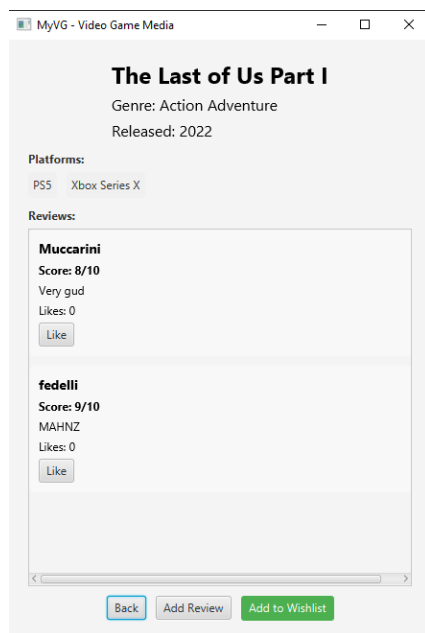 MyVG - Video Game Media
The Last of Us Part I
Genre: Action Adventure
Released: 2022
Platforms:
PS5 Xbox Series X
Reviews:
Muccarini
Score: 8/10
Very gud
Likes: 0
Like
fedelli
Score: 9/10
MAHNZ
Likes: 0
Like
Back Add Review Add to Wishlist